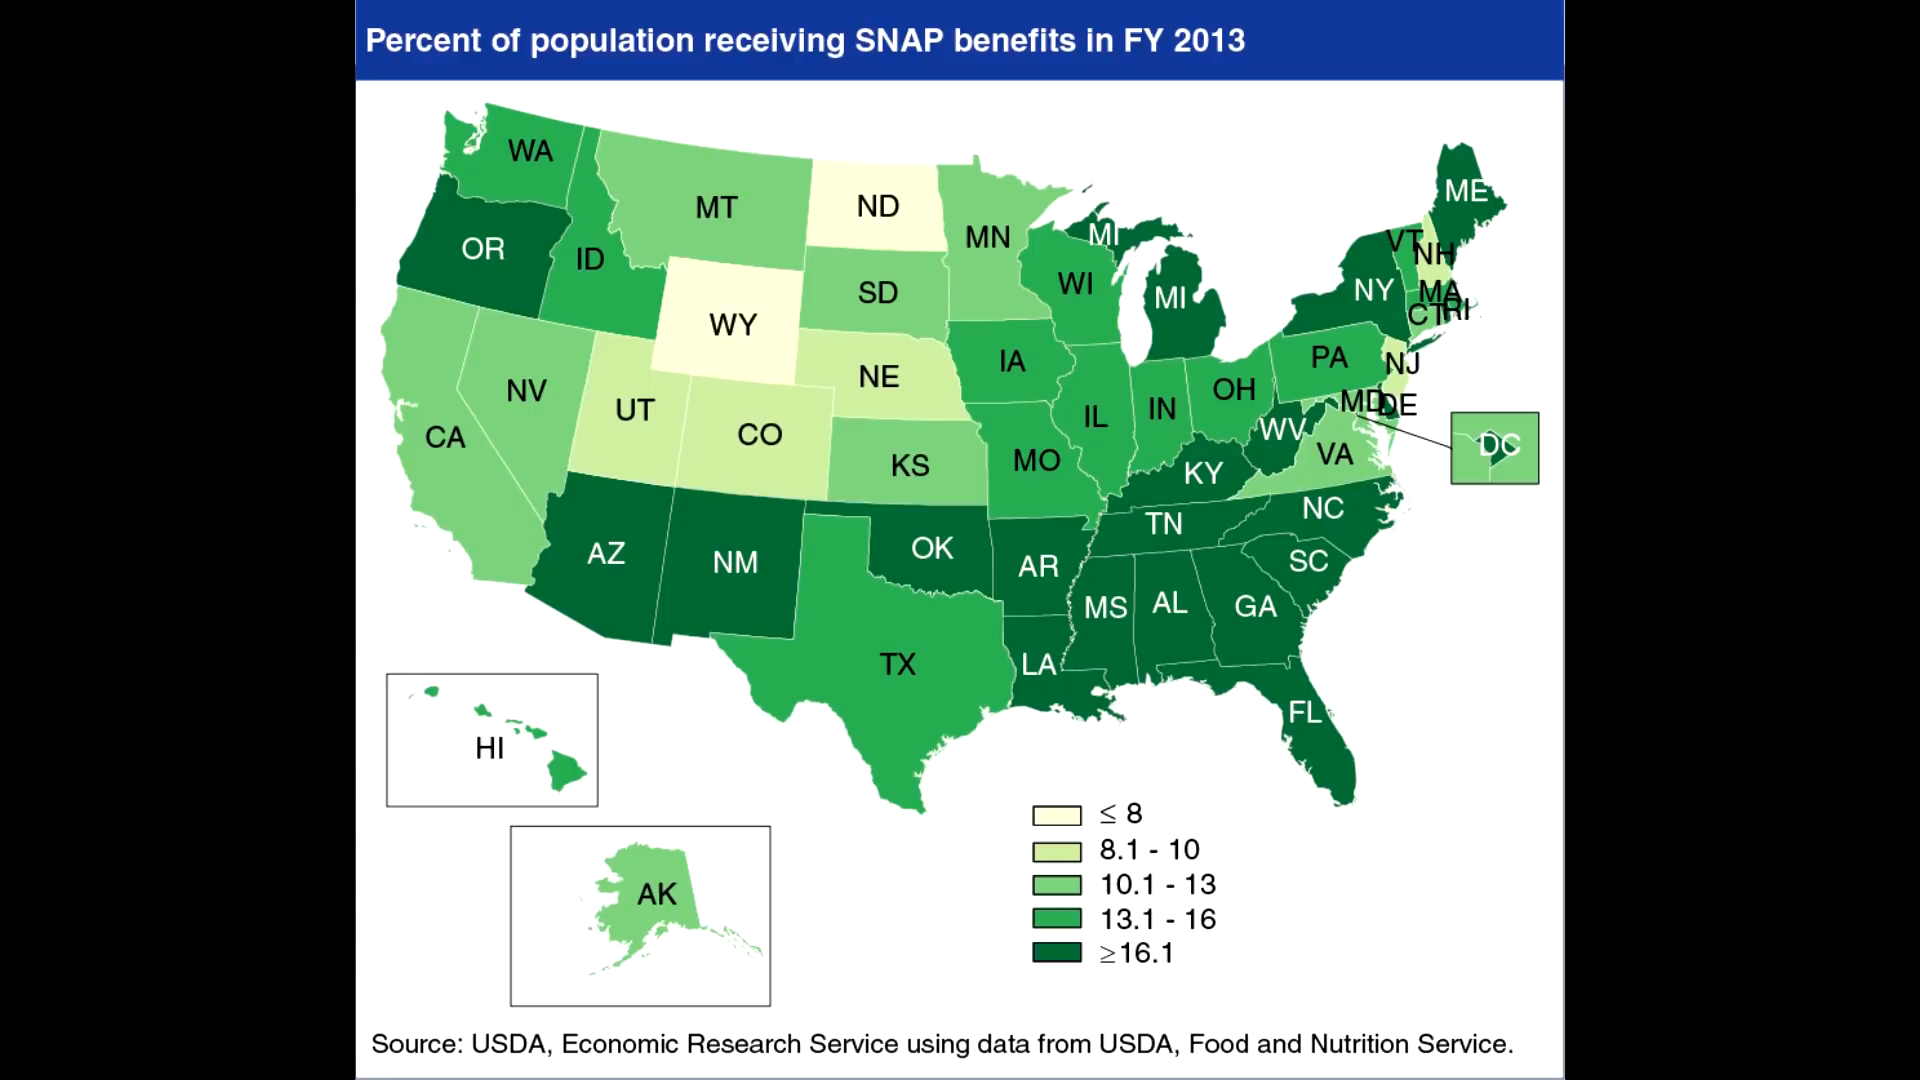 Percent of population receiving SNAP benefits in FY 2013
WA
MT
ND
MN
MI
ME
OR
ID
WY
SD
WI
MI
NY
VT
NH
MA
CT
RI
NV
UT
CO
NE
IA
IL
IN
OH
PA
NJ
CA
KS
MO
KY
WV
VA
MD
DE
DC
AZ
NM
OK
AR
TN
NC
SC
MS
AL
GA
TX
LA
FL
HI
AK
≤ 8
8.1 - 10
10.1 - 13
13.1 - 16
≥16.1
Source: USDA, Economic Research Service using data from USDA, Food and Nutrition Service.